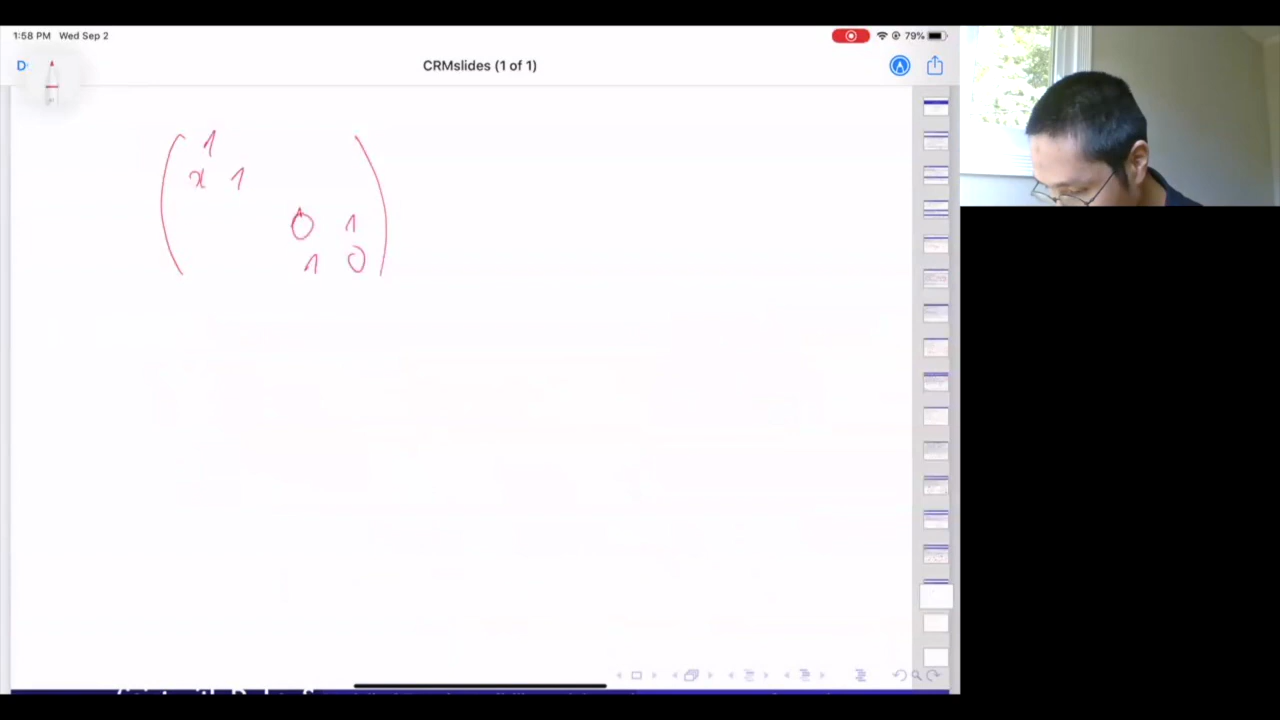 1:58 PM Wed Sep 2
79%
CRMslides (1 of 1)
1
x 1
0 1
1 0